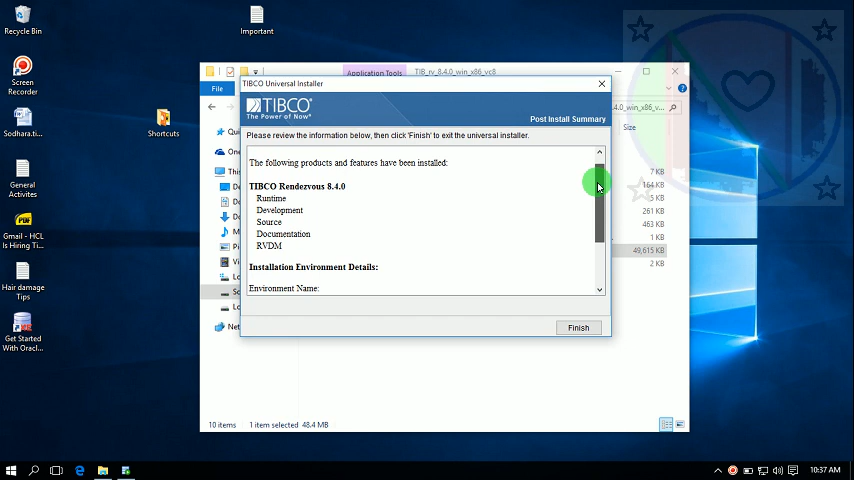 Recycle Bin
Important
Screen
Recorder
Sodhara.ti...
Shortcuts
General
Activites
Gmail - HCL
Is Hiring Ti...
Hair damage
Tips
Get Started
With Oracl...
Application Tools
TIB_rv_8.4.0_win_x86_vc8
File
.4.0_win_x86_v...
Size
7 KB
164 KB
5 KB
261 KB
463 KB
1 KB
49,615 KB
2 KB
10 items
1 item selected
48.4 MB
TIBCO Universal Installer
TIBCO
The Power of Now®
Post Install Summary
Please review the information below, then click 'Finish' to exit the universal installer.
The following products and features have been installed:
TIBCO Rendezvous 8.4.0
Runtime
Development
Source
Documentation
RVDM
Installation Environment Details:
Environment Name:
Finish
10:37 AM